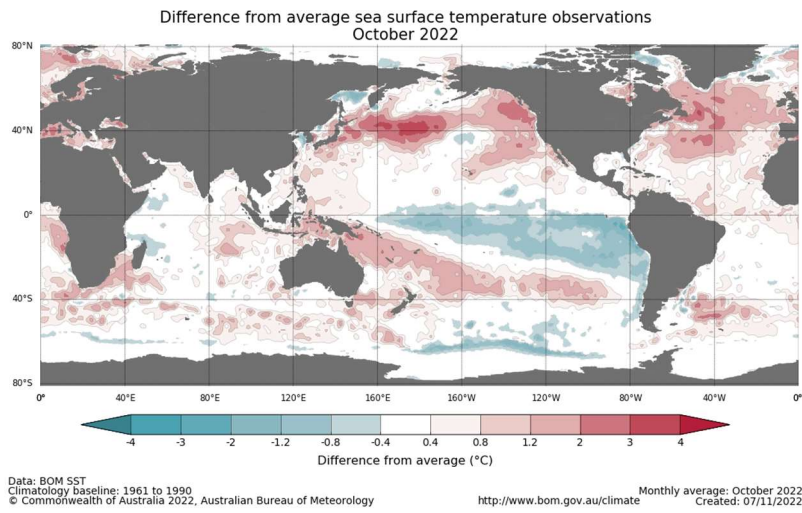 Difference from average sea surface temperature observations
October 2022
80°N
40°N
0°
40°S
80°S
0° 40°E 80°E 120°E 160°E 160°W 120°W 80°W 40°W 0°
-4 -3 -2 -1.2 -0.8 -0.4 0.4 0.8 1.2 2 3 4
Difference from average (°C)
Data: BOM SST
Climatology baseline: 1961 to 1990
© Commonwealth of Australia 2022, Australian Bureau of Meteorology
http://www.bom.gov.au/climate
Monthly average: October 2022
Created: 07/11/2022